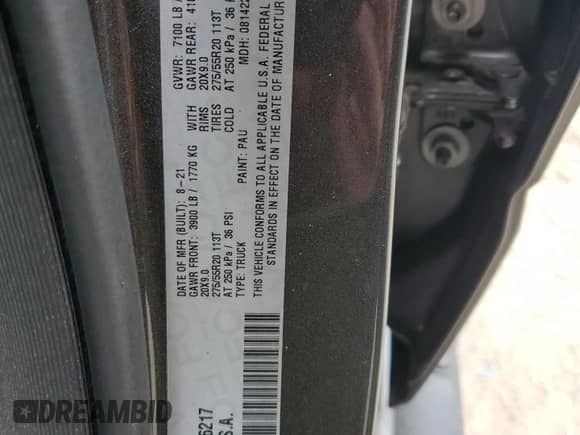 DATE OF MFR (BUILT): 8-21
GVWR: 7100 LB /
GAWR FRONT: 3900 LB / 1770 KG WITH
GAWR REAR: 410
20X9.0 RIMS 20X9.0
275/55R20 113T TIRES 275/55R20 113T
AT 250 kPa / 36 PSI COLD AT 250 kPa / 36 P
TYPE: TRUCK PAINT: PAU MDH: 081422
THIS VEHICLE CONFORMS TO ALL APPLICABLE U.S.A. FEDERAL
STANDARDS IN EFFECT ON THE DATE OF MANUFACTUR
6217
S.A.
DREAMBID